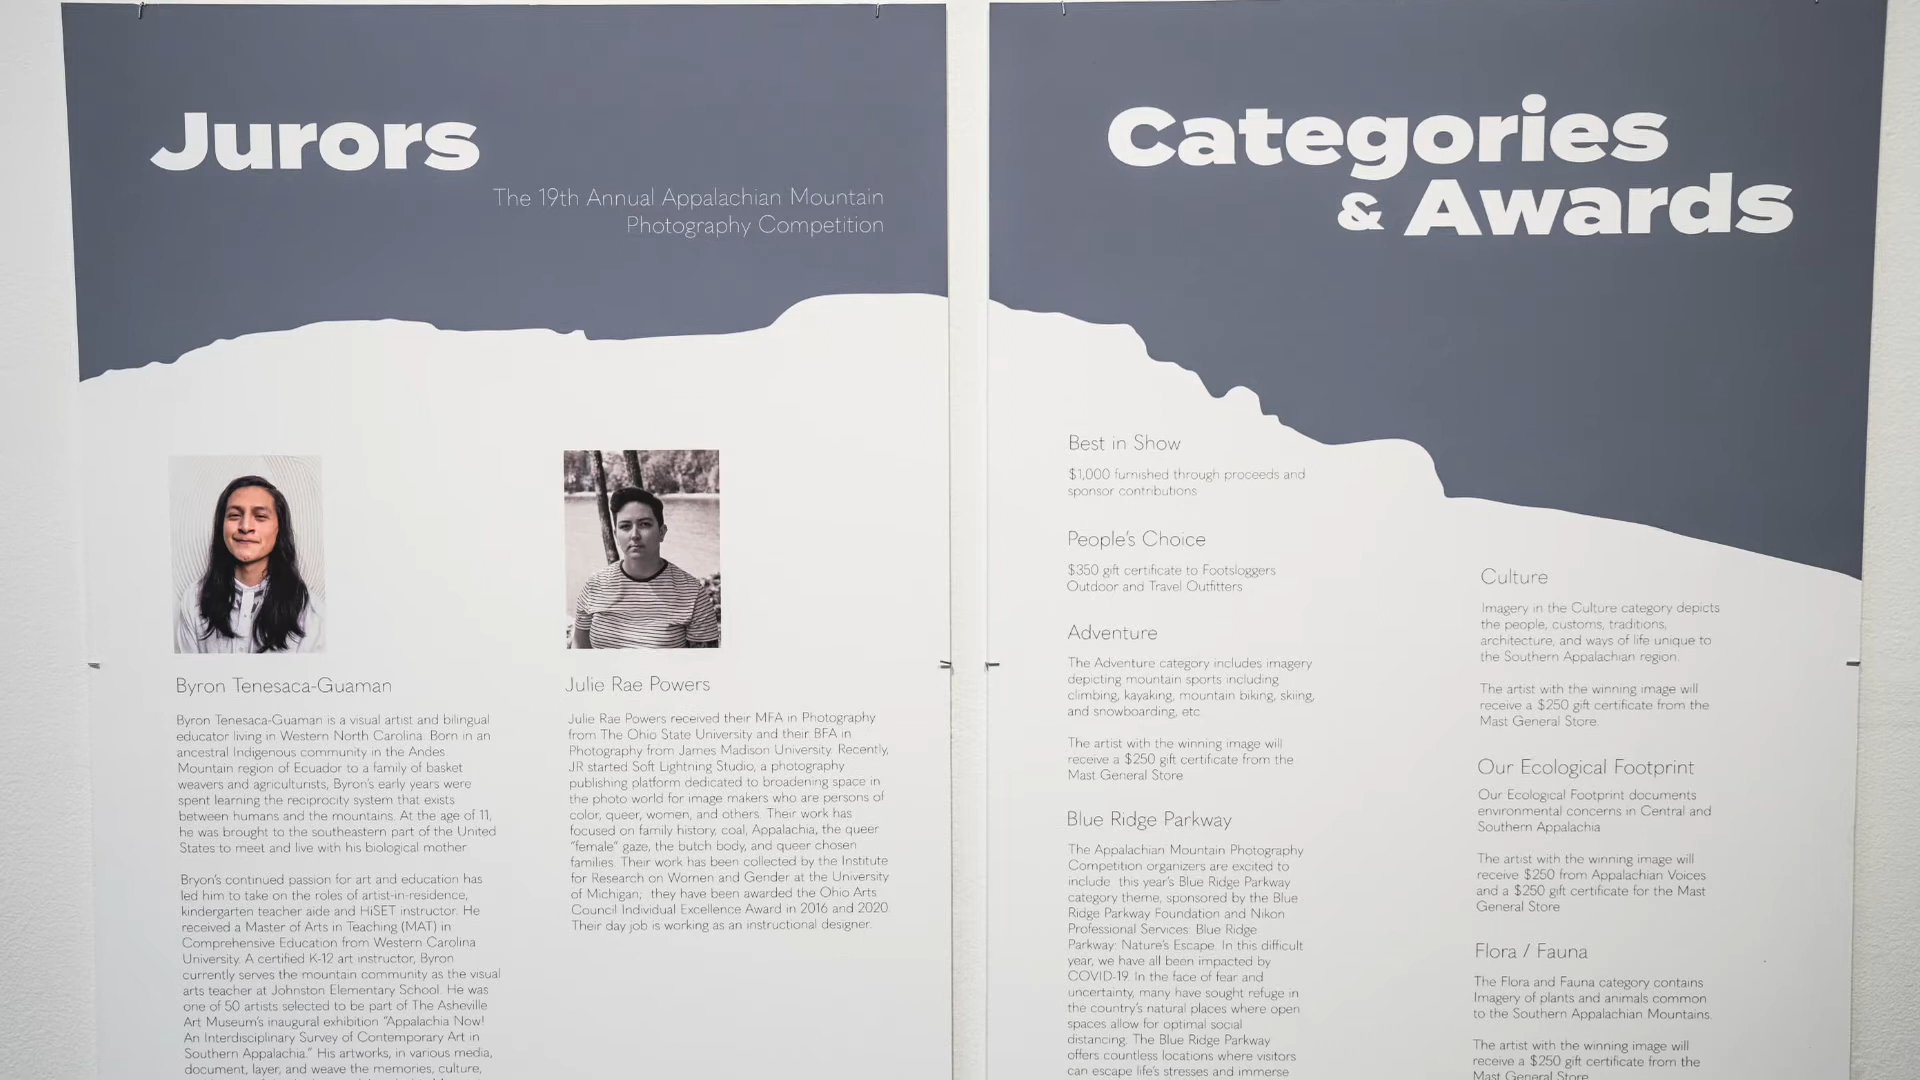 Jurors
The 19th Annual Appalachian Mountain
Photography Competition
Byron Tenesaca-Guaman
Byron Tenesaca-Guaman is a visual artist and bilingual
educator living in Western North Carolina. Born in an
ancestral Indigenous community in the Andes
Mountain region of Ecuador to a family of basket
weavers and agriculturists, Byron's early years were
spent learning the reciprocity system that exists
between humans and the mountains. At the age of 11,
he was brought to the southeastern part of the United
States to meet and live with his biological mother
Bryon's continued passion for art and education has
led him to take on the roles of artist-in-residence,
kindergarten teacher aide and HiSET instructor. He
received a Master of Arts in Teaching (MAT) in
Comprehensive Education from Western Carolina
University. A certified K-12 art instructor, Byron
currently serves the mountain community as the visual
arts teacher at Johnston Elementary School. He was
one of 50 artists selected to be part of The Asheville
Art Museum's inaugural exhibition "Appalachia Now!
An Interdisciplinary Survey of Contemporary Art in
Southern Appalachia." His artworks, in various media,
document, layer, and weave the memories, culture,
Julie Rae Powers
Julie Rae Powers received their MFA in Photography
from The Ohio State University and their BFA in
Photography from James Madison University. Recently,
JR started Soft Lightning Studio, a photography
publishing platform dedicated to broadening space in
the photo world for image makers who are persons of
color, queer, women, and others. Their work has
focused on family history, coal, Appalachia, the queer
"female" gaze, the butch body, and queer chosen
families. Their work has been collected by the Institute
for Research on Women and Gender at the University
of Michigan; they have been awarded the Ohio Arts
Council Individual Excellence Award in 2016 and 2020.
Their day job is working as an instructional designer.
Categories
& Awards
Best in Show
$1,000 furnished through proceeds and
sponsor contributions
People's Choice
$350 gift certificate to Footsloggers
Outdoor and Travel Outfitters
Adventure
The Adventure category includes imagery
depicting mountain sports including
climbing, kayaking, mountain biking, skiing,
and snowboarding, etc.
The artist with the winning image will
receive a $250 gift certificate from the
Mast General Store
Blue Ridge Parkway
The Appalachian Mountain Photography
Competition organizers are excited to
include this year's Blue Ridge Parkway
category theme, sponsored by the Blue
Ridge Parkway Foundation and Nikon
Professional Services: Blue Ridge
Parkway: Nature's Escape. In this difficult
year, we have all been impacted by
COVID-19. In the face of fear and
uncertainty, many have sought refuge in
the country's natural places where open
spaces allow for optimal social
distancing. The Blue Ridge Parkway
offers countless locations where visitors
can escape life's stresses and immerse
Culture
Imagery in the Culture category depicts
the people, customs, traditions,
architecture, and ways of life unique to
the Southern Appalachian region.
The artist with the winning image will
receive a $250 gift certificate from the
Mast General Store.
Our Ecological Footprint
Our Ecological Footprint documents
environmental concerns in Central and
Southern Appalachia
The artist with the winning image will
receive $250 from Appalachian Voices
and a $250 gift certificate for the Mast
General Store
Flora / Fauna
The Flora and Fauna category contains
Imagery of plants and animals common
to the Southern Appalachian Mountains.
The artist with the winning image will
receive a $250 gift certificate from the
Mast General Store